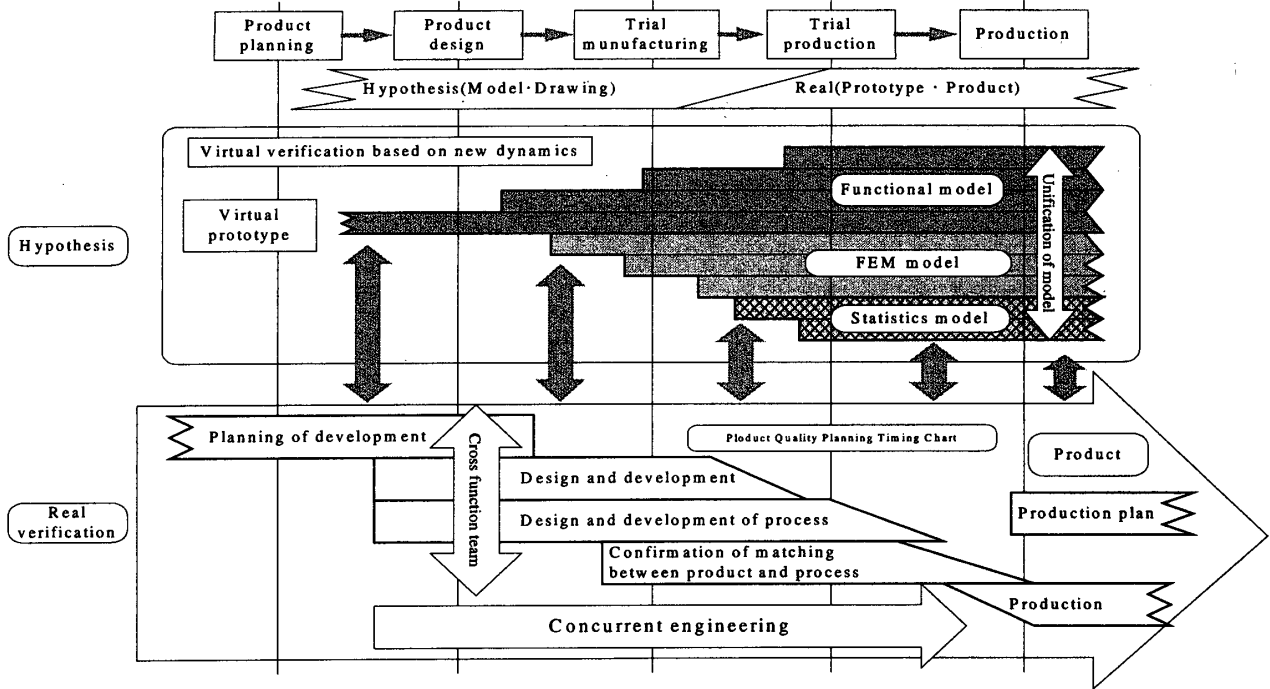 Product
planning
Product
design
Trial
munufacturing
Trial
production
Production
Hypothesis(Model·Drawing)
Real(Prototype · Product)
Virtual verification based on new dynamics
Functional model
Virtual
prototype
Hypothesis
FEM model
Unification of model
Statistics model
Planning of development
Cross function team
Ploduct Quality Planning Timing Chart
Product
Design and development
Real
verification
Design and development of process
Production plan
Confirmation of matching
between product and process
Production
Concurrent engineering